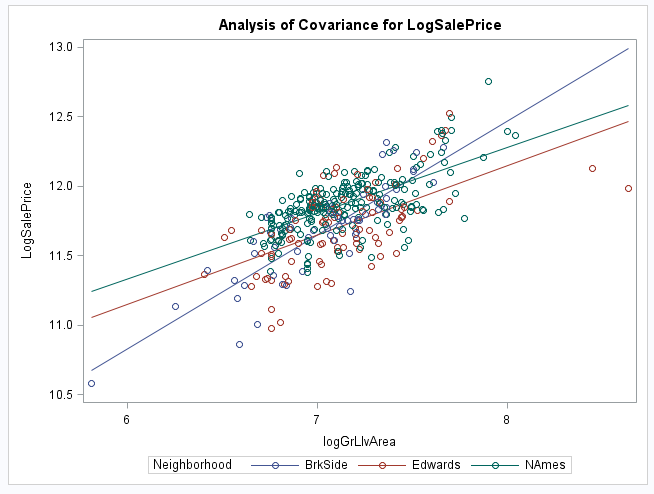 Analysis of Covariance for LogSalePrice
13.0
12.5
12.0
11.5
11.0
10.5
LogSalePrice
6 7 8
logGrLIvArea
Neighborhood BrkSide Edwards NAmes